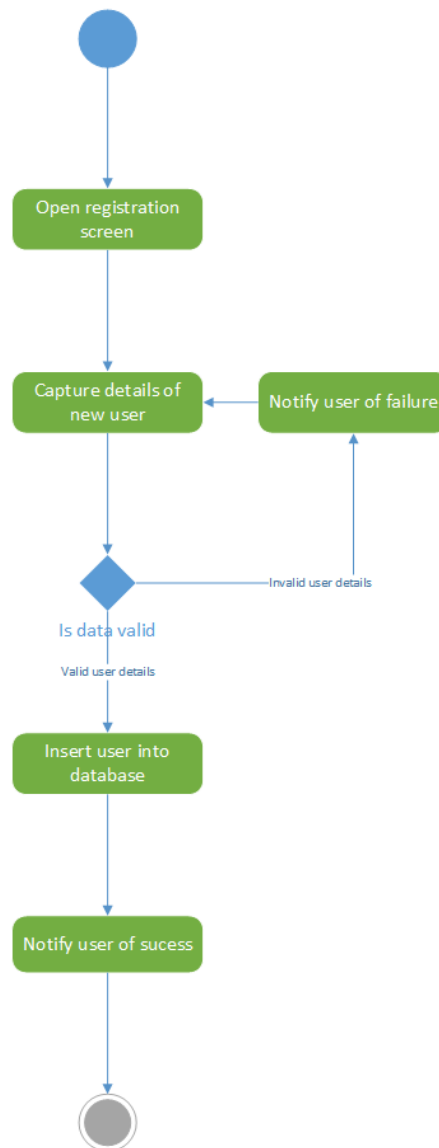 Open registration
screen
Capture details of
new user
Notify user of failure
Invalid user details
Is data valid
Valid user details
Insert user into
database
Notify user of sucess